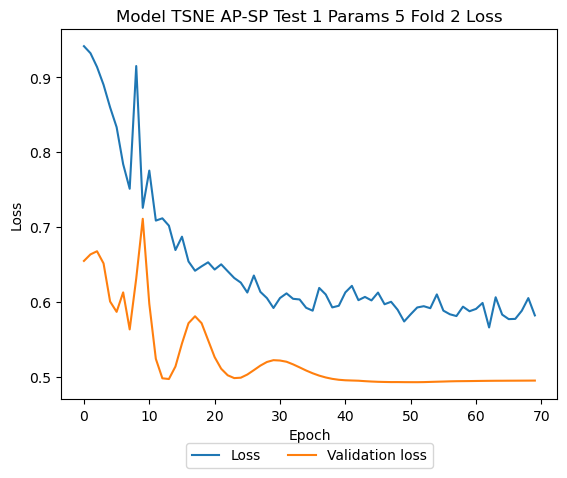 Model TSNE AP-SP Test 1 Params 5 Fold 2 Loss
Loss
0.9
0.8
0.7
0.6
0.5
0 10 20 30 40 50 60 70
Epoch
Loss Validation loss